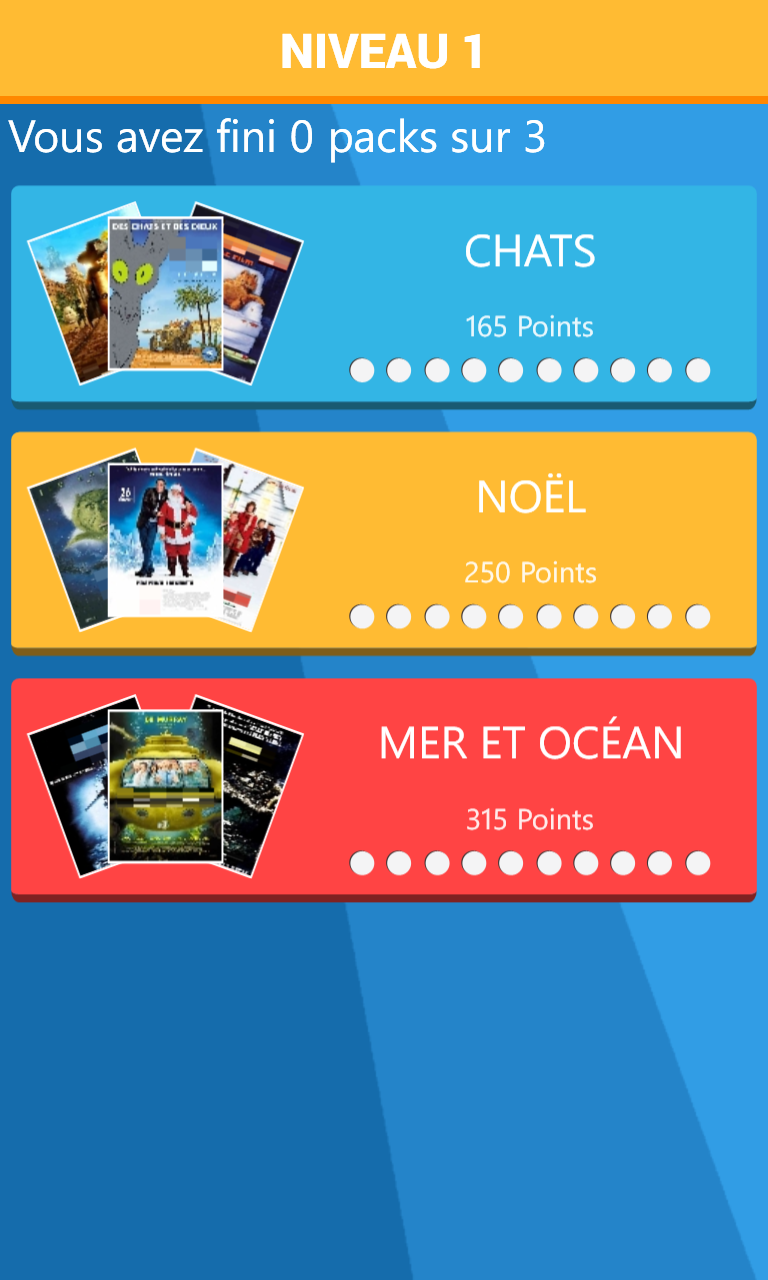 NIVEAU 1
Vous avez fini 0 packs sur 3
DES CHATS ET DES DIEUX
CHATS
165 Points
NOËL
250 Points
MER ET OCÉAN
315 Points